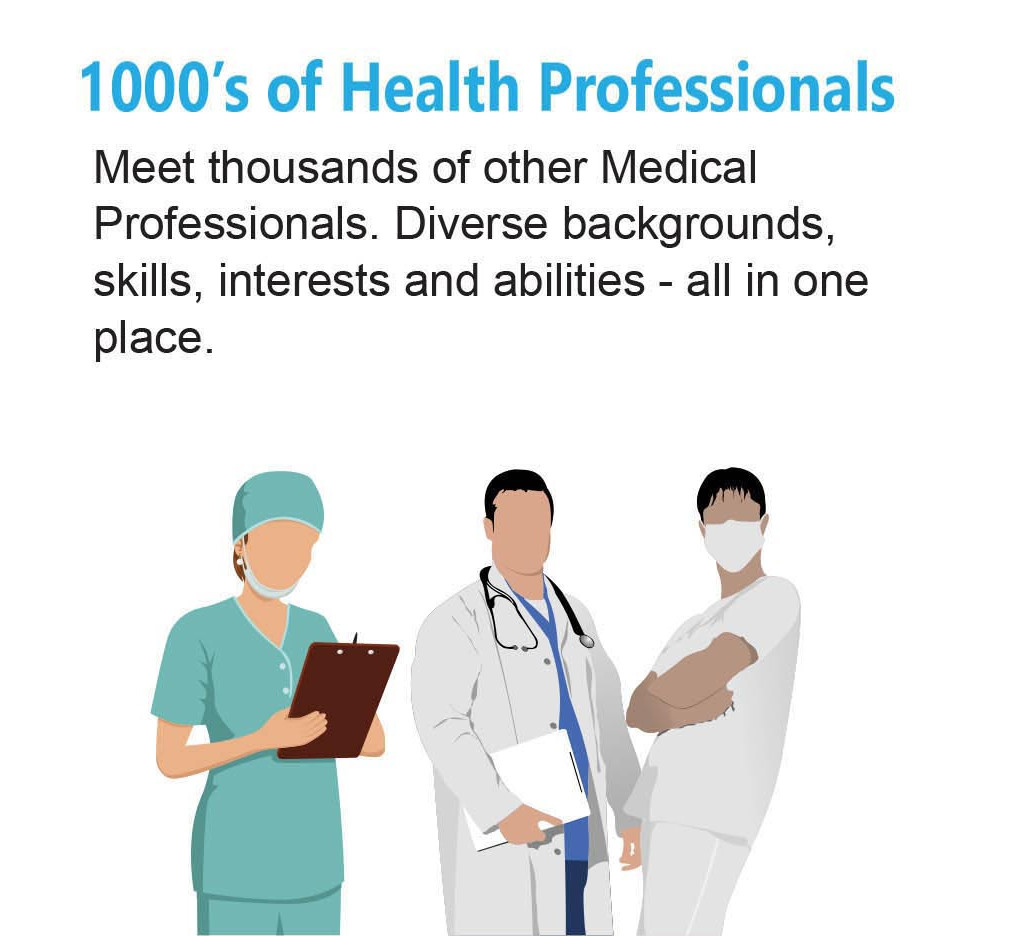 1000’s of Health Professionals
Meet thousands of other Medical
Professionals. Diverse backgrounds,
skills, interests and abilities - all in one
place.